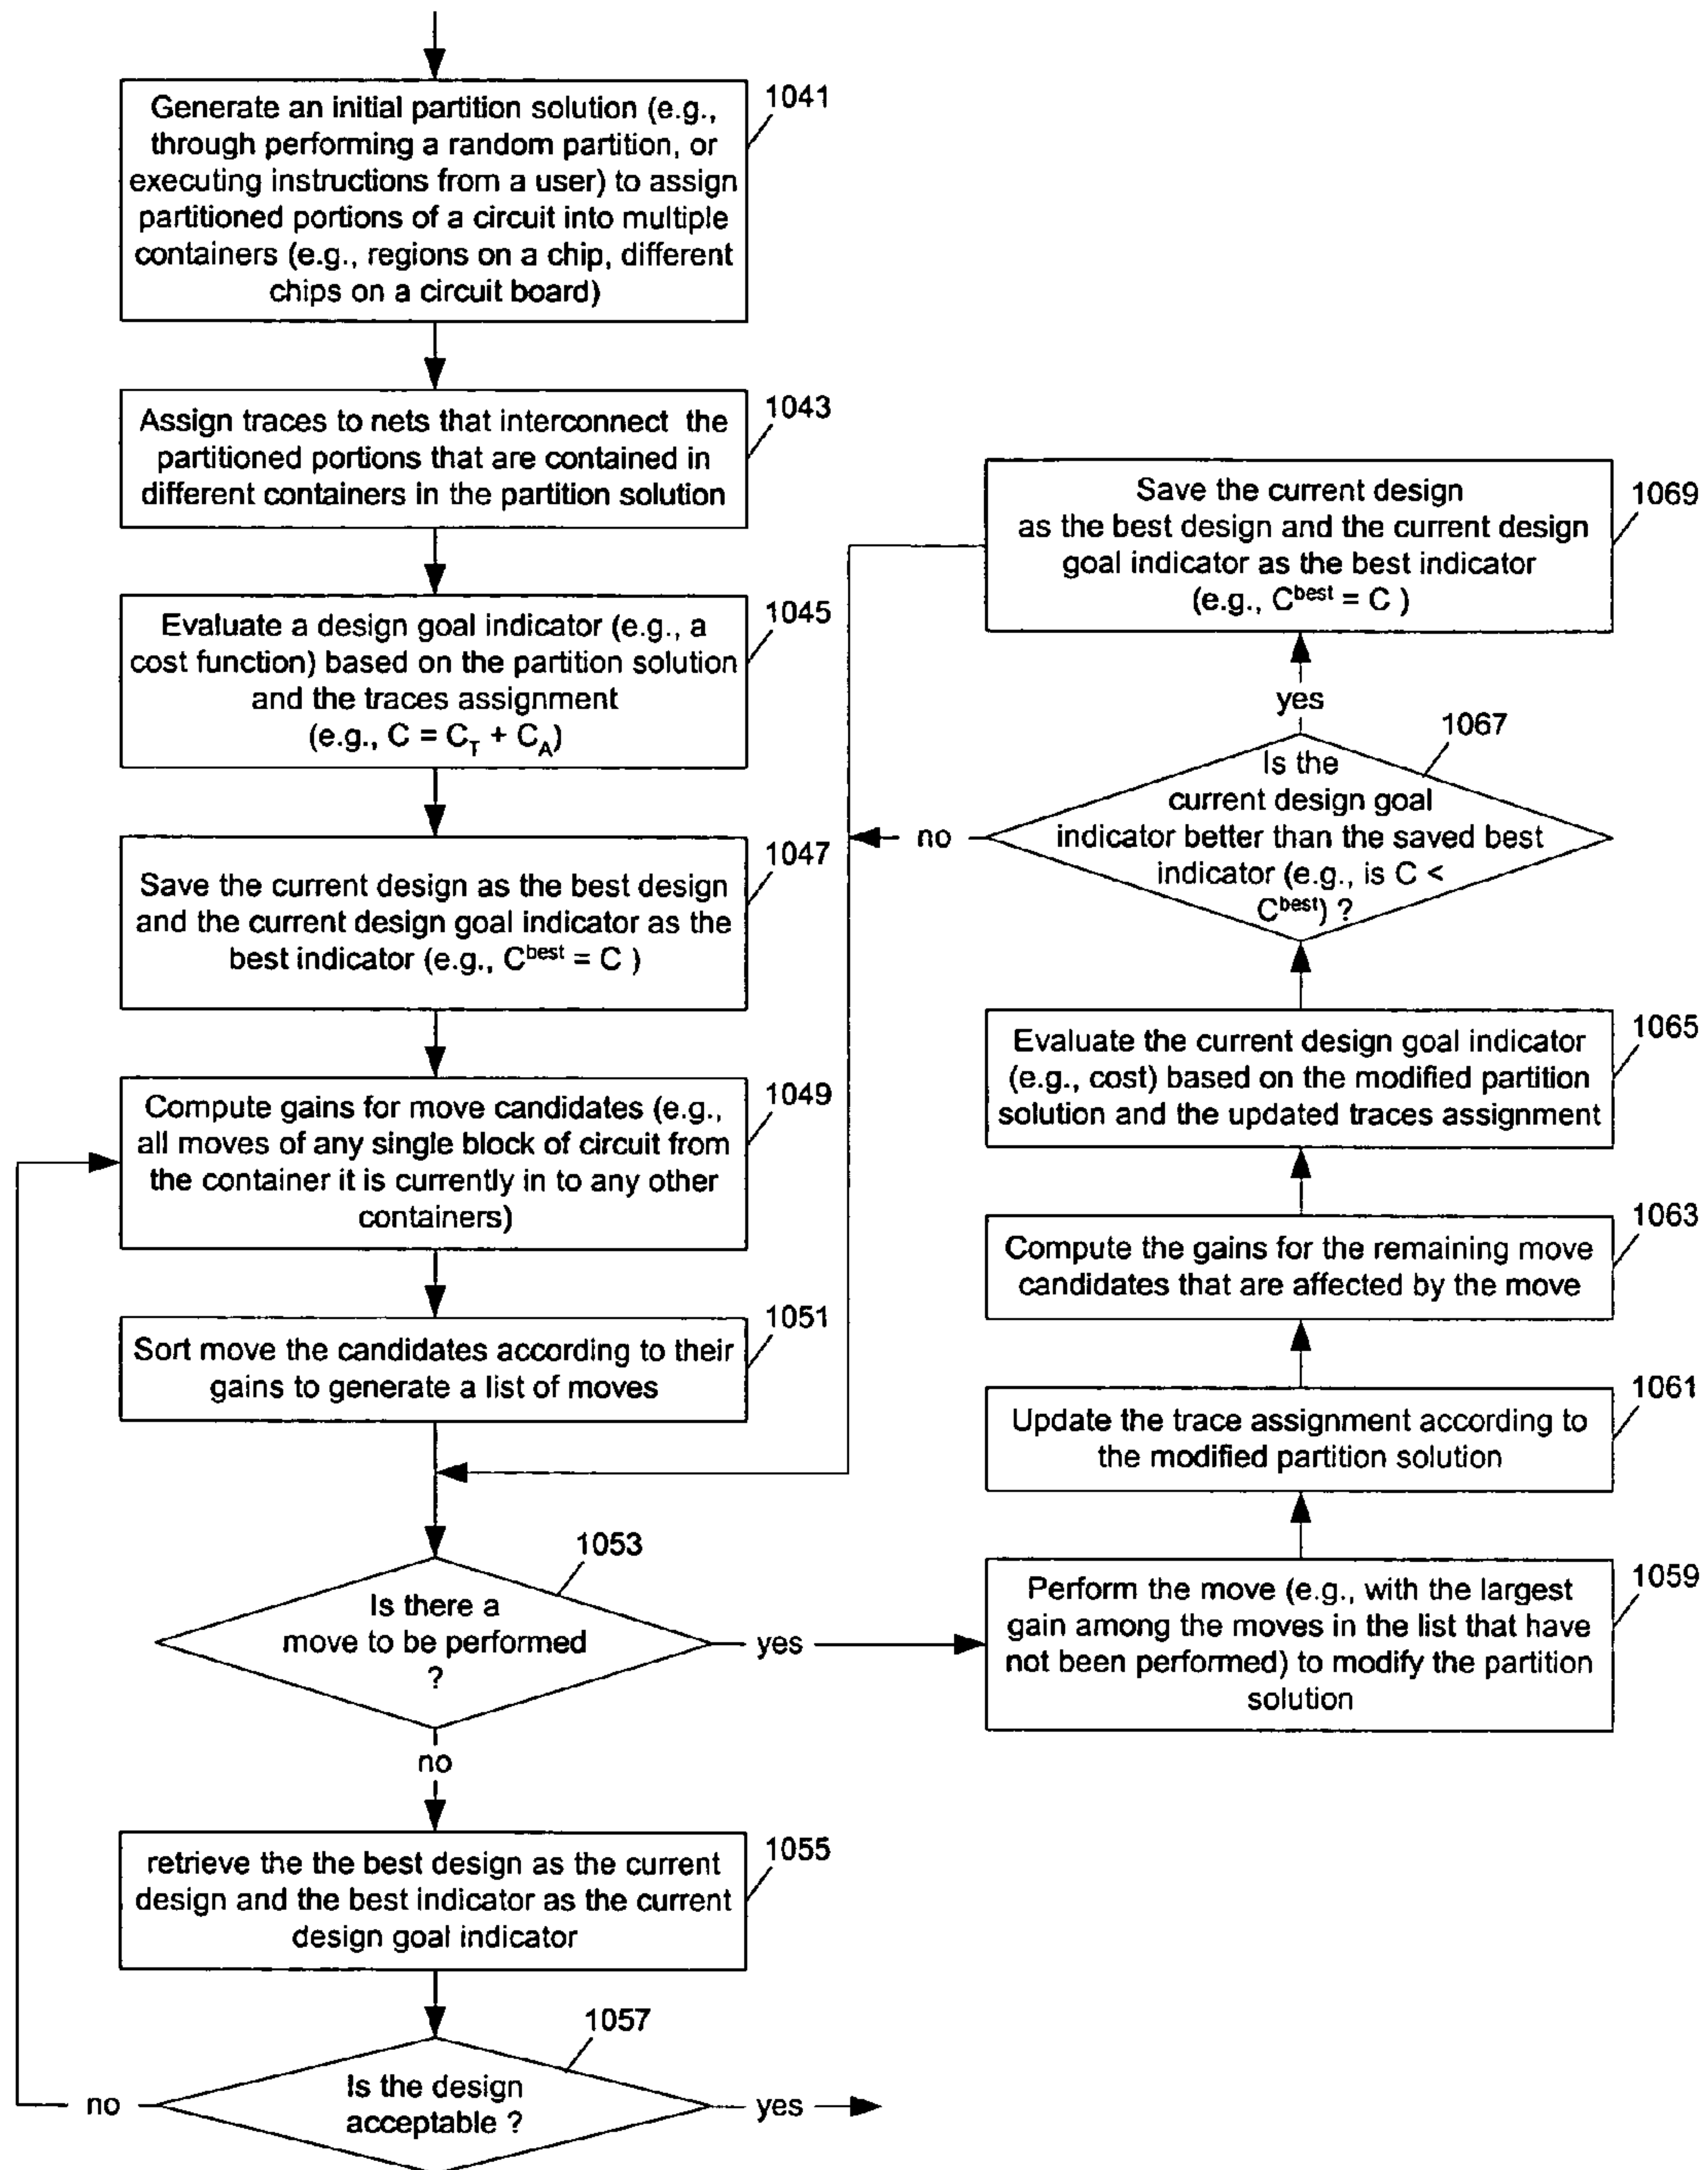 Generate an initial partition solution (e.g.,
through performing a random partition, or
executing instructions from a user) to assign
partitioned portions of a circuit into multiple
containers (e.g., regions on a chip, different
chips on a circuit board)
1041
Assign traces to nets that interconnect the
partitioned portions that are contained in
different containers in the partition solution
1043
Evaluate a design goal indicator (e.g., a
cost function) based on the partition solution
and the traces assignment
(e.g., C = C_T + C_A)
1045
Save the current design as the best design
and the current design goal indicator as the
best indicator (e.g., C^best = C )
1047
Compute gains for move candidates (e.g.,
all moves of any single block of circuit from
the container it is currently in to any other
containers)
1049
Sort move the candidates according to their
gains to generate a list of moves
1051
1053
Is there a
move to be performed
?
yes
no
retrieve the the best design as the current
design and the best indicator as the current
design goal indicator
1055
1057
Is the design
acceptable ?
no
yes
Perform the move (e.g., with the largest
gain among the moves in the list that have
not been performed) to modify the partition
solution
1059
Update the trace assignment according to
the modified partition solution
1061
Compute the gains for the remaining move
candidates that are affected by the move
1063
Evaluate the current design goal indicator
(e.g., cost) based on the modified partition
solution and the updated traces assignment
1065
1067
Is the
current design goal
indicator better than the saved best
indicator (e.g., is C <
C^best) ?
no
yes
Save the current design
as the best design and the current design
goal indicator as the best indicator
(e.g., C^best = C )
1069